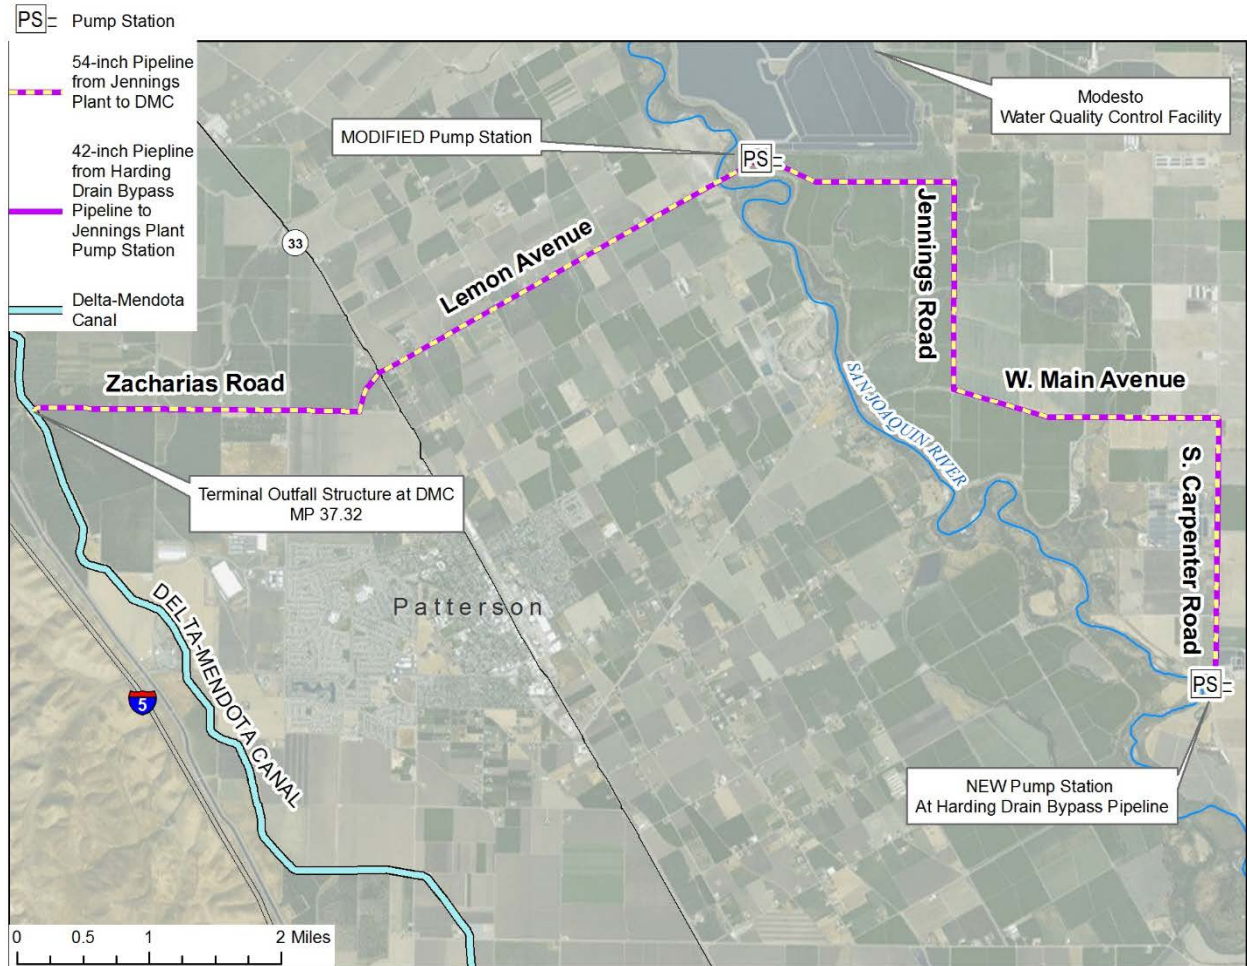 PS Pump Station
54-inch Pipeline
from Jennings
Plant to DMC
42-inch Piepline
from Harding
Drain Bypass
Pipeline to
Jennings Plant
Pump Station
Delta-Mendota
Canal
Modesto
Water Quality Control Facility
MODIFIED Pump Station
PS
33
Lemon Avenue
Jennings Road
Zacharias Road
W. Main Avenue
SAN JOAQUIN RIVER
S. Carpenter Road
Terminal Outfall Structure at DMC
MP 37.32
Patterson
DELTA-MENDOTA CANAL
5
PS
NEW Pump Station
At Harding Drain Bypass Pipeline
0 0.5 1 2 Miles